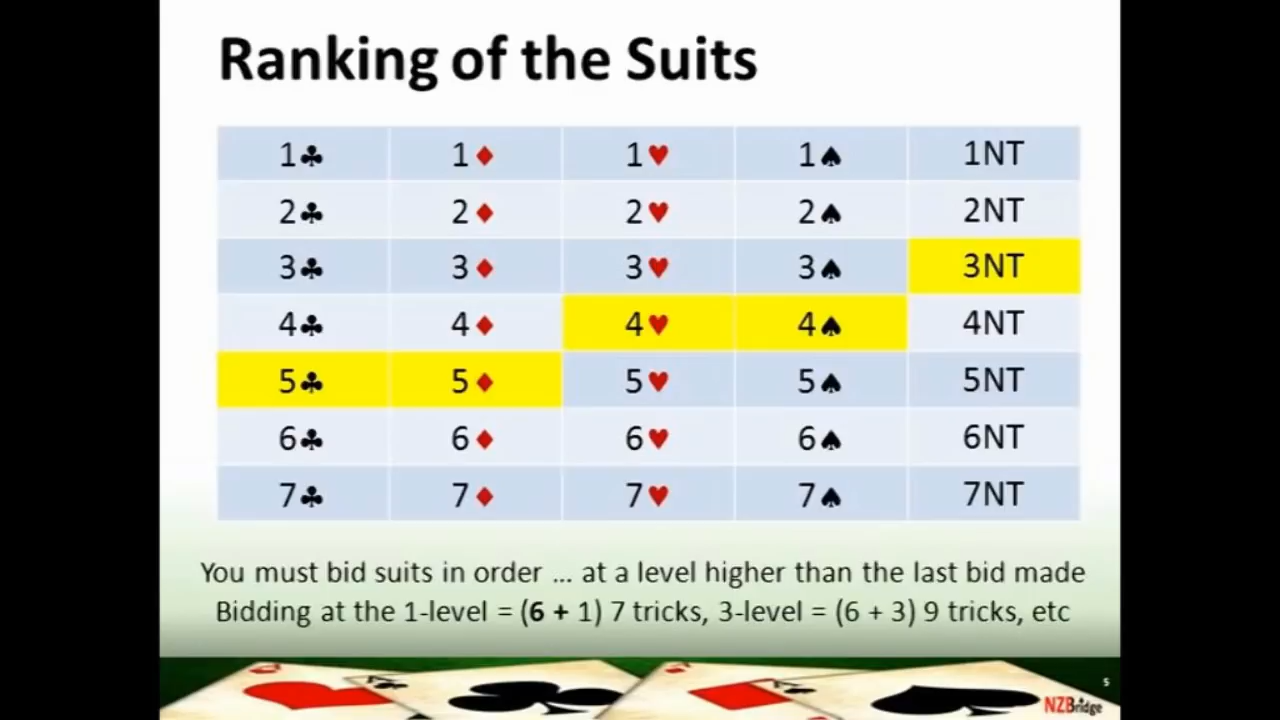 Ranking of the Suits
1♣ 1♦ 1♥ 1♠ 1NT
2♣ 2♦ 2♥ 2♠ 2NT
3♣ 3♦ 3♥ 3♠ 3NT
4♣ 4♦ 4♥ 4♠ 4NT
5♣ 5♦ 5♥ 5♠ 5NT
6♣ 6♦ 6♥ 6♠ 6NT
7♣ 7♦ 7♥ 7♠ 7NT
You must bid suits in order ... at a level higher than the last bid made
Bidding at the 1-level = (6 + 1) 7 tricks, 3-level = (6 + 3) 9 tricks, etc
5
NZBridge